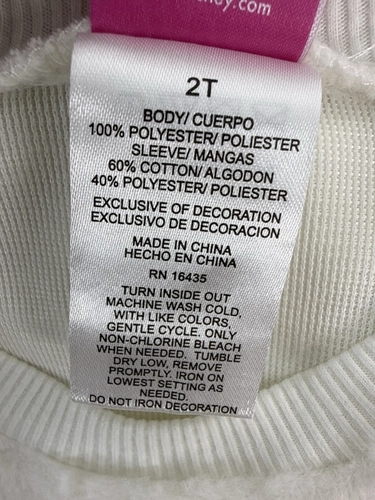 2T
BODY/ CUERPO
100% POLYESTER/ POLIESTER
SLEEVE/ MANGAS
60% COTTON/ ALGODON
40% POLYESTER/ POLIESTER
EXCLUSIVE OF DECORATION
EXCLUSIVO DE DECORACION
MADE IN CHINA
HECHO EN CHINA
RN 16435
TURN INSIDE OUT
MACHINE WASH COLD,
WITH LIKE COLORS,
GENTLE CYCLE. ONLY
NON-CHLORINE BLEACH
WHEN NEEDED. TUMBLE
DRY LOW, REMOVE
PROMPTLY. IRON ON
LOWEST SETTING AS
NEEDED.
DO NOT IRON DECORATION